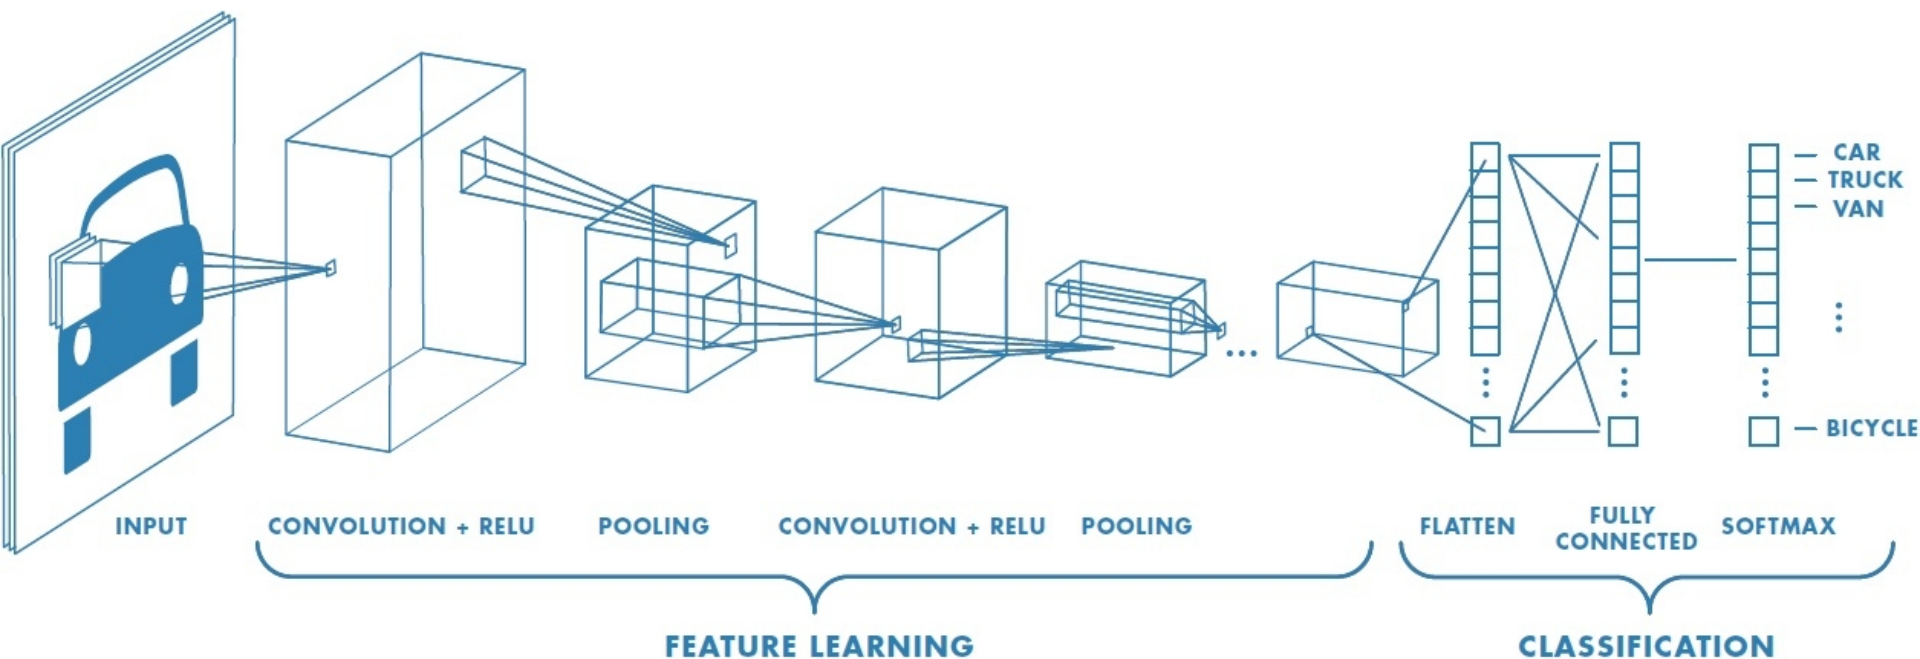 CAR
TRUCK
VAN
BICYCLE
INPUT
CONVOLUTION + RELU
POOLING
CONVOLUTION + RELU
POOLING
FLATTEN
FULLY
CONNECTED
SOFTMAX
FEATURE LEARNING
CLASSIFICATION